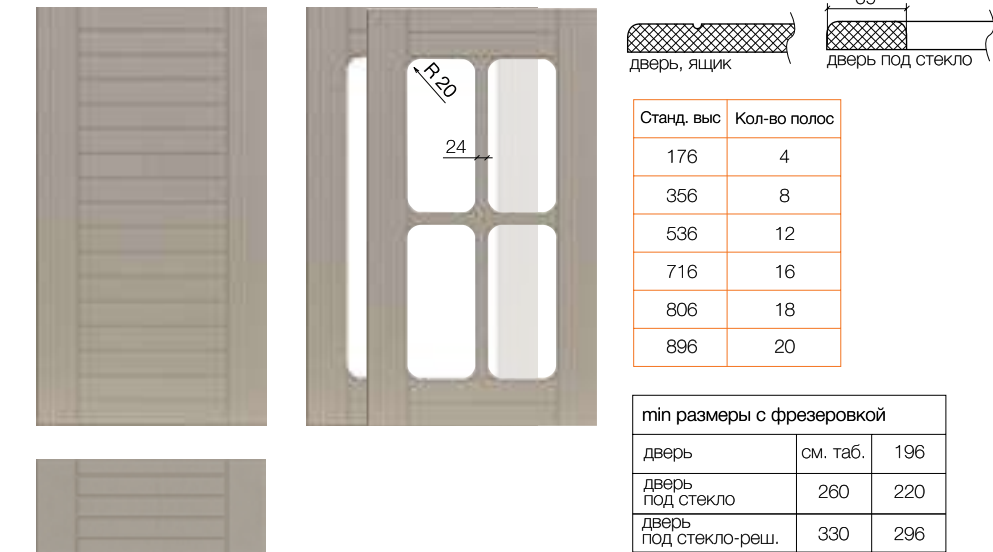 R 20
24
дверь, ящик
дверь под стекло
Станд. выс Кол-во полос
176 4
356 8
536 12
716 16
806 18
896 20
min размеры с фрезеровкой
дверь см. таб. 196
дверь
под стекло 260 220
дверь
под стекло-реш. 330 296